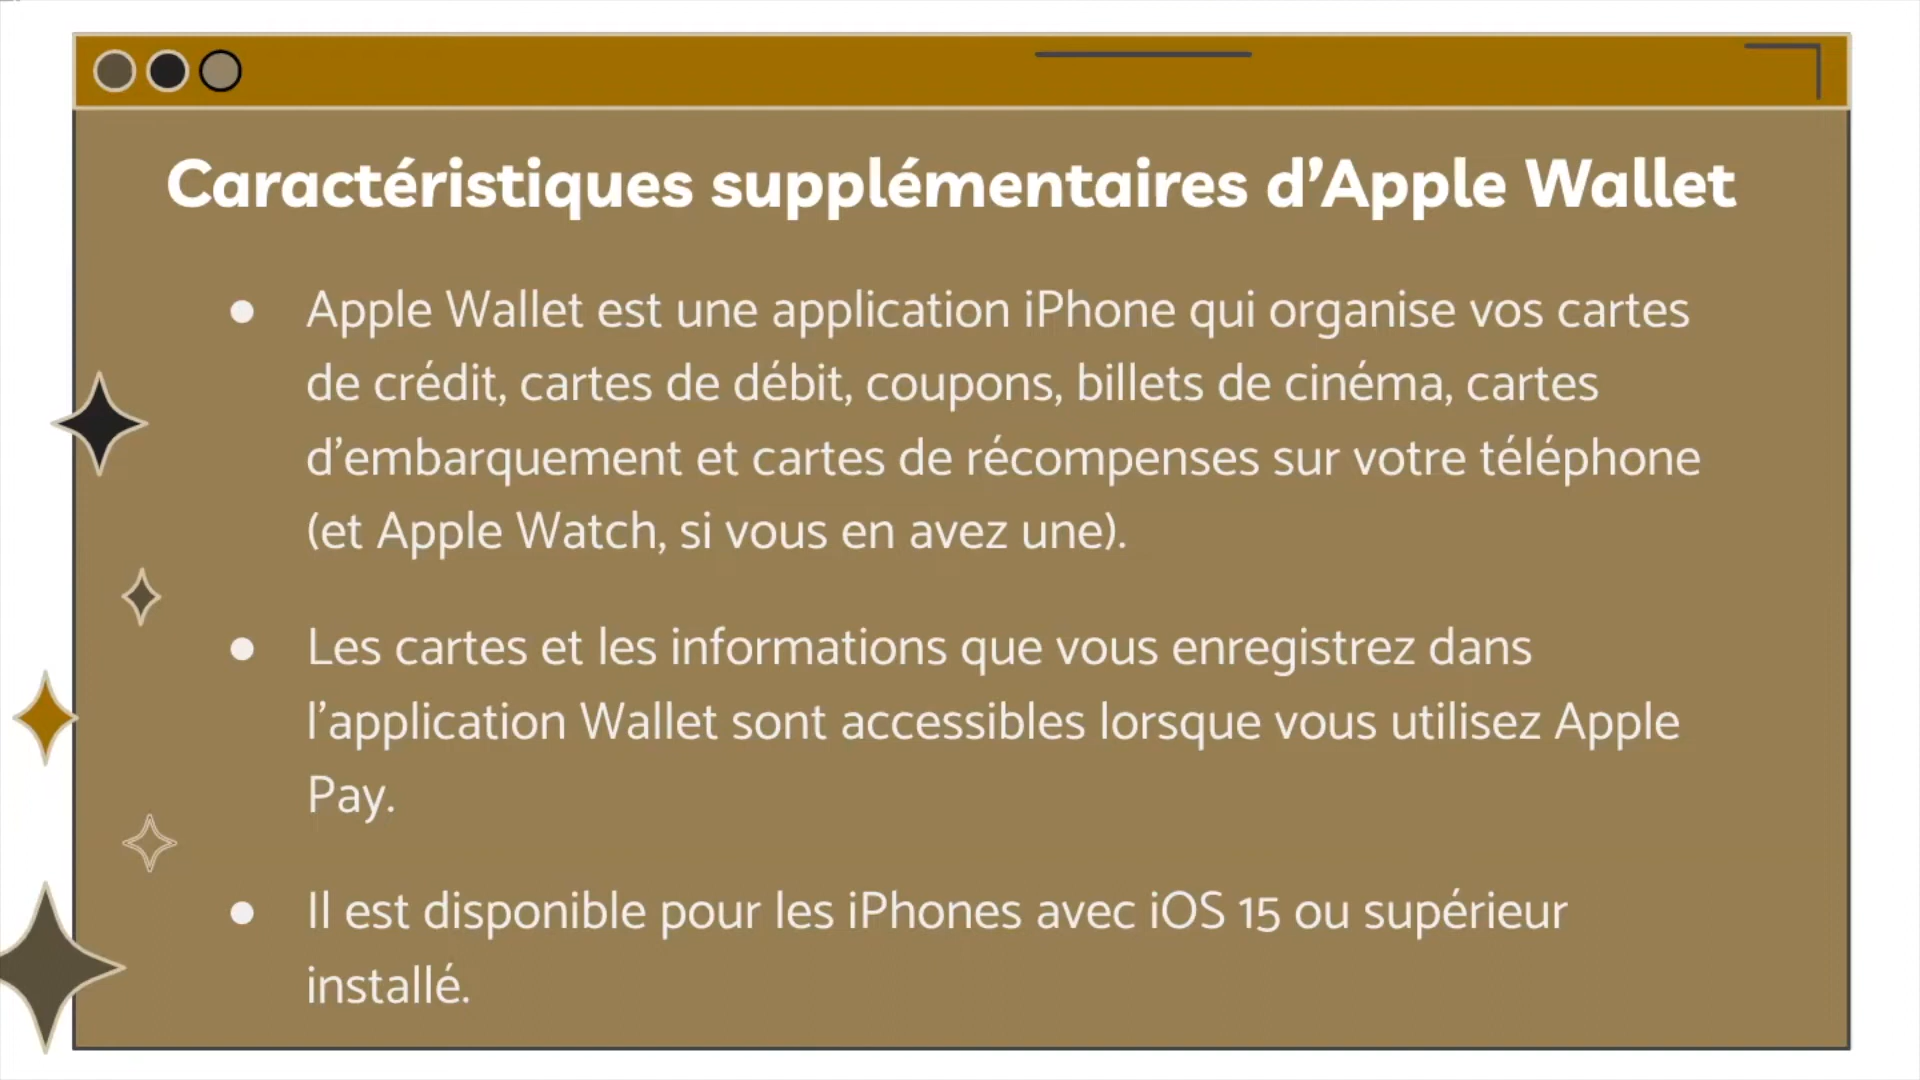 Caractéristiques supplémentaires d’Apple Wallet
● Apple Wallet est une application iPhone qui organise vos cartes
de crédit, cartes de débit, coupons, billets de cinéma, cartes
d’embarquement et cartes de récompenses sur votre téléphone
(et Apple Watch, si vous en avez une).
● Les cartes et les informations que vous enregistrez dans
l’application Wallet sont accessibles lorsque vous utilisez Apple
Pay.
● Il est disponible pour les iPhones avec iOS 15 ou supérieur
installé.